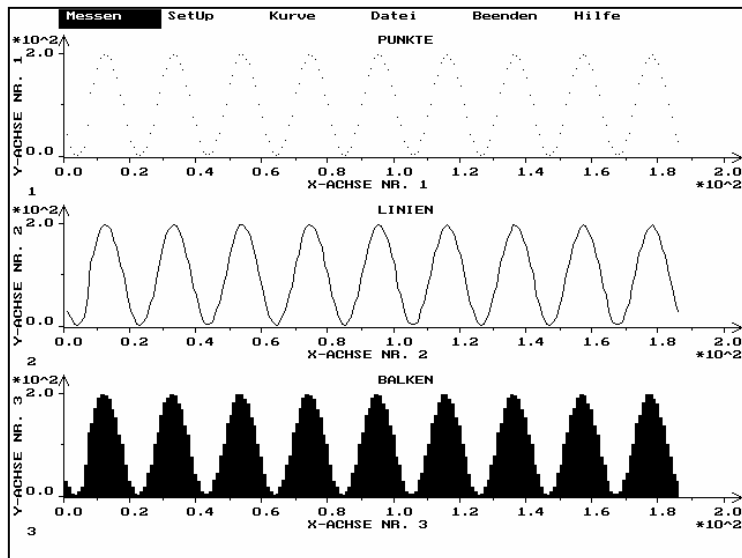 Messen SetUp Kurve Datei Beenden Hilfe
*10^2 PUNKTE
2.0
Y-ACHSE NR. 1
0.0
0.0 0.2 0.4 0.6 0.8 1.0 1.2 1.4 1.6 1.8 2.0
X-ACHSE NR. 1 *10^2
1
*10^2 LINIEN
2.0
Y-ACHSE NR. 2
0.0
0.0 0.2 0.4 0.6 0.8 1.0 1.2 1.4 1.6 1.8 2.0
X-ACHSE NR. 2 *10^2
2
*10^2 BALKEN
2.0
Y-ACHSE NR. 3
0.0
0.0 0.2 0.4 0.6 0.8 1.0 1.2 1.4 1.6 1.8 2.0
X-ACHSE NR. 3 *10^2
3